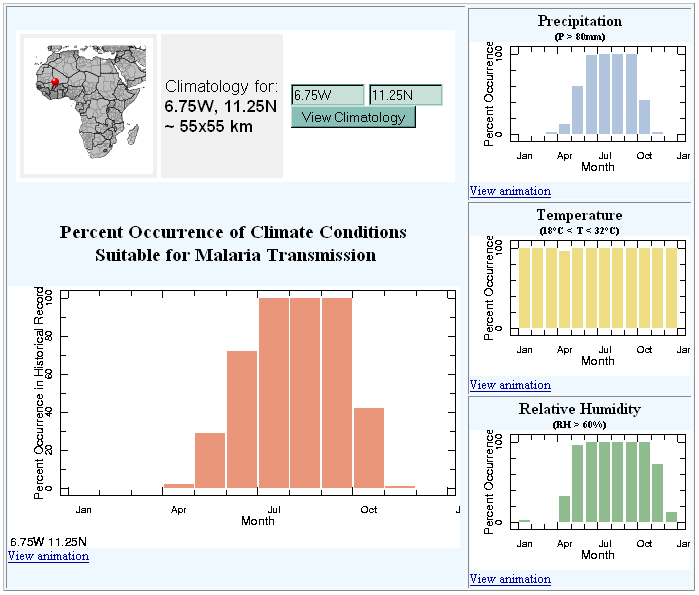 Climatology for:
6.75W, 11.25N
~ 55x55 km
6.75W
11.25N
View Climatology
Percent Occurrence of Climate Conditions
Suitable for Malaria Transmission
Percent Occurrence in Historical Record
0
20
40
60
80
100
Jan
Apr
Jul
Oct
J
Month
6.75W 11.25N
View animation
Precipitation
(P > 80mm)
Percent Occurrence
0
100
Jan
Apr
Jul
Oct
Jan
Month
View animation
Temperature
(18°C < T < 32°C)
Percent Occurrence
0
100
Jan
Apr
Jul
Oct
Jan
Month
View animation
Relative Humidity
(RH > 60%)
Percent Occurrence
0
100
Jan
Apr
Jul
Oct
Jan
Month
View animation